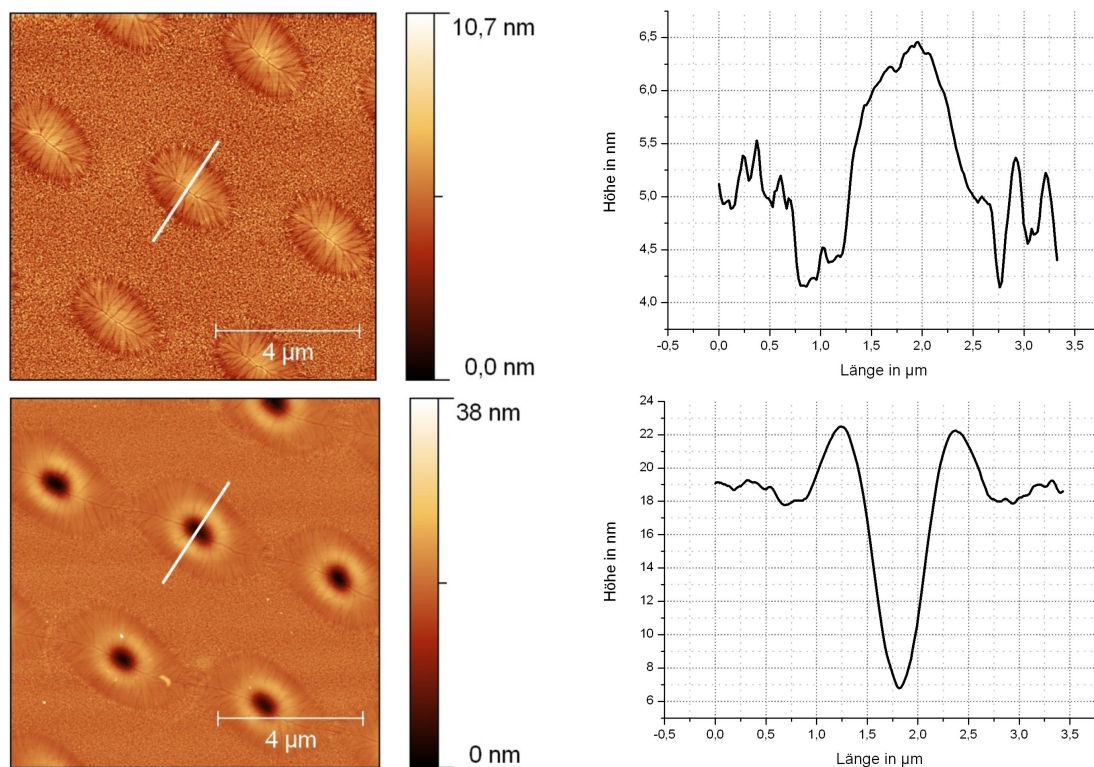 10,7 nm
0,0 nm
4 µm
Höhe in nm
6,5
6,0
5,5
5,0
4,5
4,0
-0,5 0,0 0,5 1,0 1,5 2,0 2,5 3,0 3,5
Länge in µm
38 nm
0 nm
4 µm
Höhe in nm
24
22
20
18
16
14
12
10
8
6
-0,5 0,0 0,5 1,0 1,5 2,0 2,5 3,0 3,5
Länge in µm